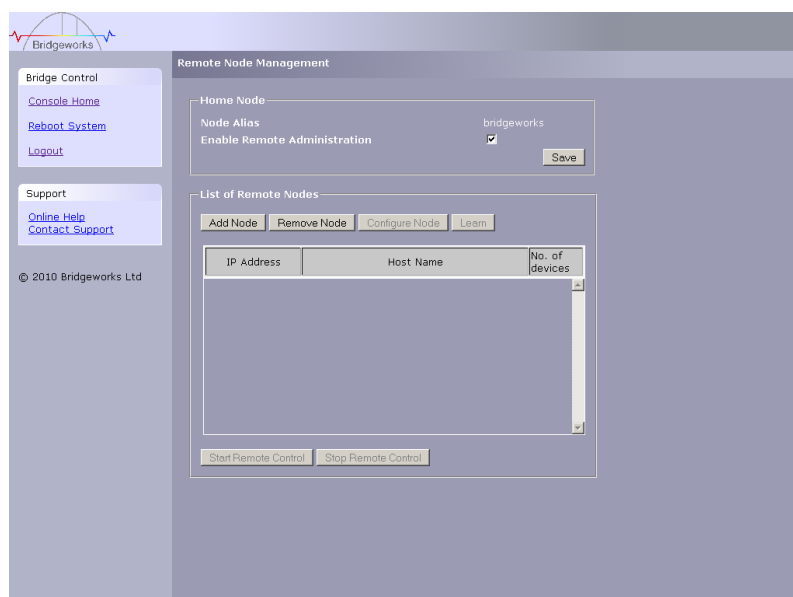 Bridgeworks
Remote Node Management
Bridge Control
Console Home
Reboot System
Logout
Support
Online Help
Contact Support
© 2010 Bridgeworks Ltd
Home Node
Node Alias bridgeworks
Enable Remote Administration
Save
List of Remote Nodes
Add Node Remove Node Configure Node Learn
IP Address Host Name No. of
devices
Start Remote Control Stop Remote Control